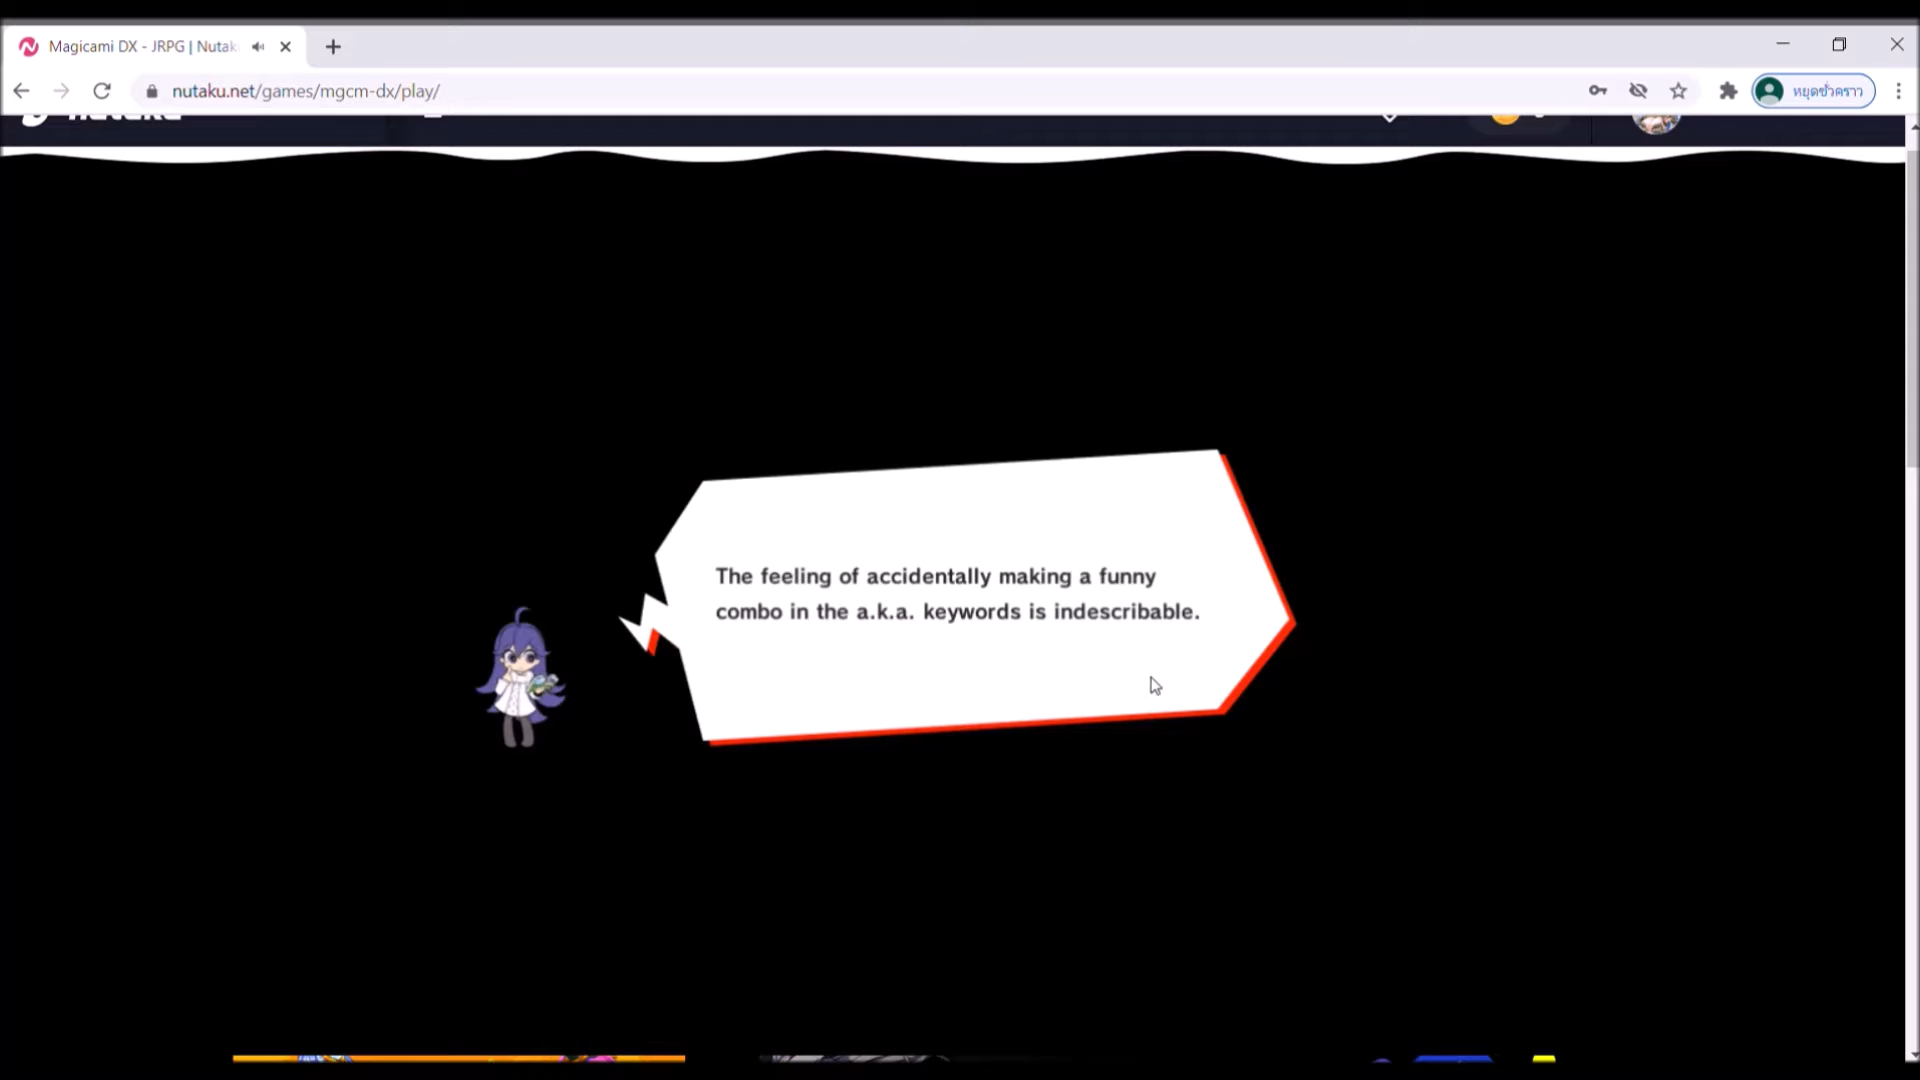 Magicami DX - JRPG | Nutak
nutaku.net/games/mgcm-dx/play/
หยุดชั่วคราว
The feeling of accidentally making a funny
combo in the a.k.a. keywords is indescribable.